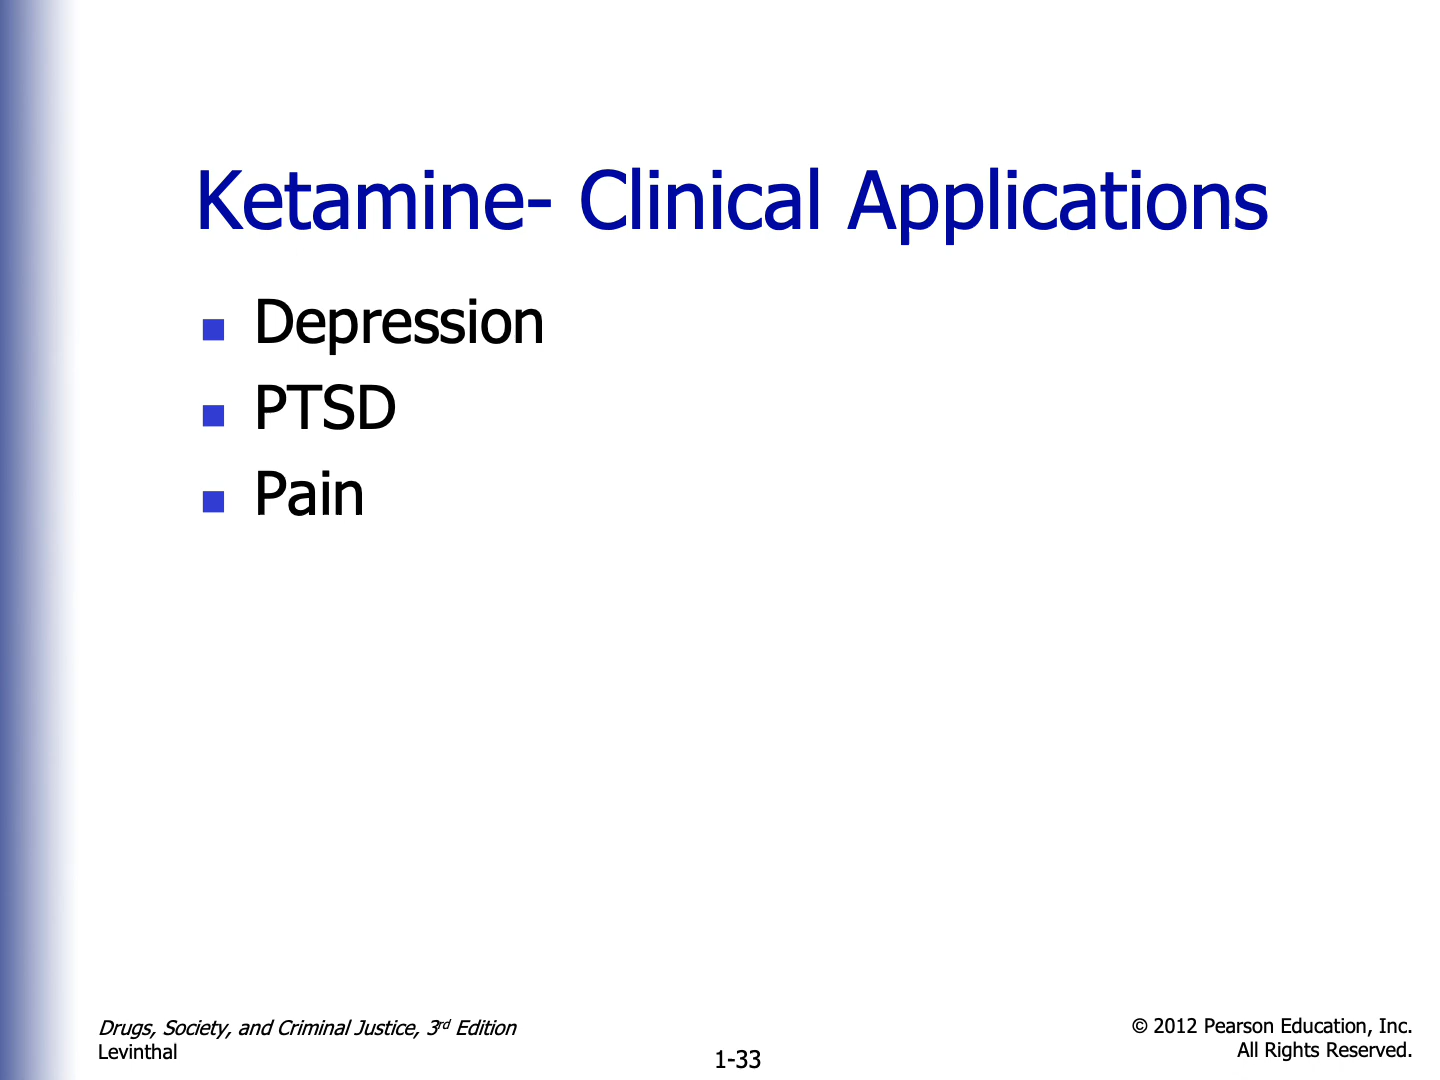 Ketamine- Clinical Applications
Depression
PTSD
Pain
Drugs, Society, and Criminal Justice, 3rd Edition
Levinthal
1-33
© 2012 Pearson Education, Inc.
All Rights Reserved.